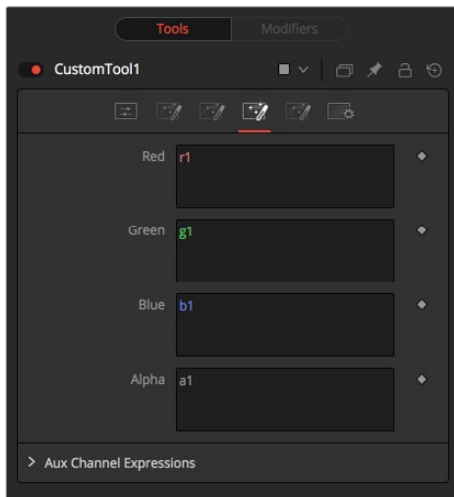 Tools Modifiers
CustomTool1
Red r1
Green g1
Blue b1
Alpha a1
Aux Channel Expressions